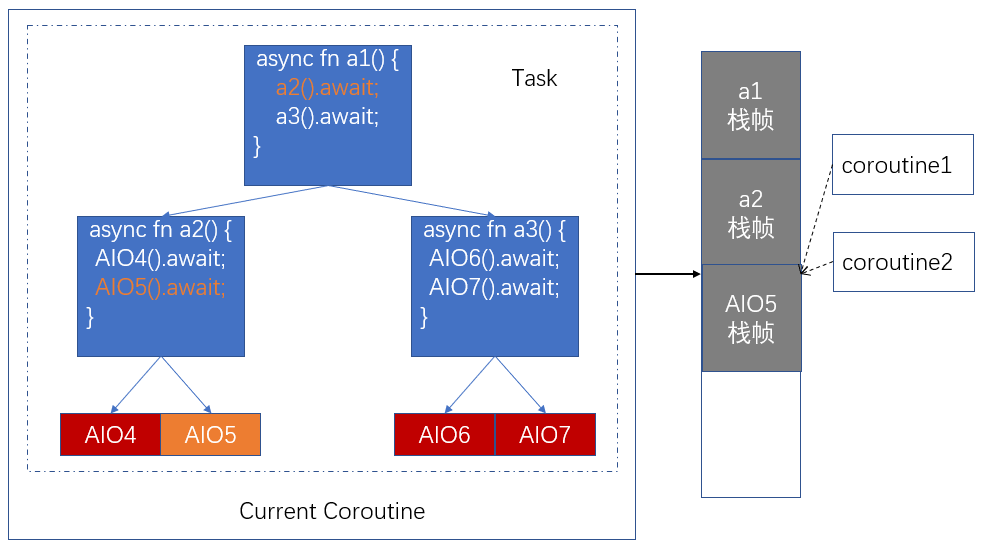 async fn a1() {
a2().await;
a3().await;
}
Task
async fn a2() {
AIO4().await;
AIO5().await;
}
async fn a3() {
AIO6().await;
AIO7().await;
}
AIO4
AIO5
AIO6
AIO7
Current Coroutine
a1
栈帧
a2
栈帧
AIO5
栈帧
coroutine1
coroutine2